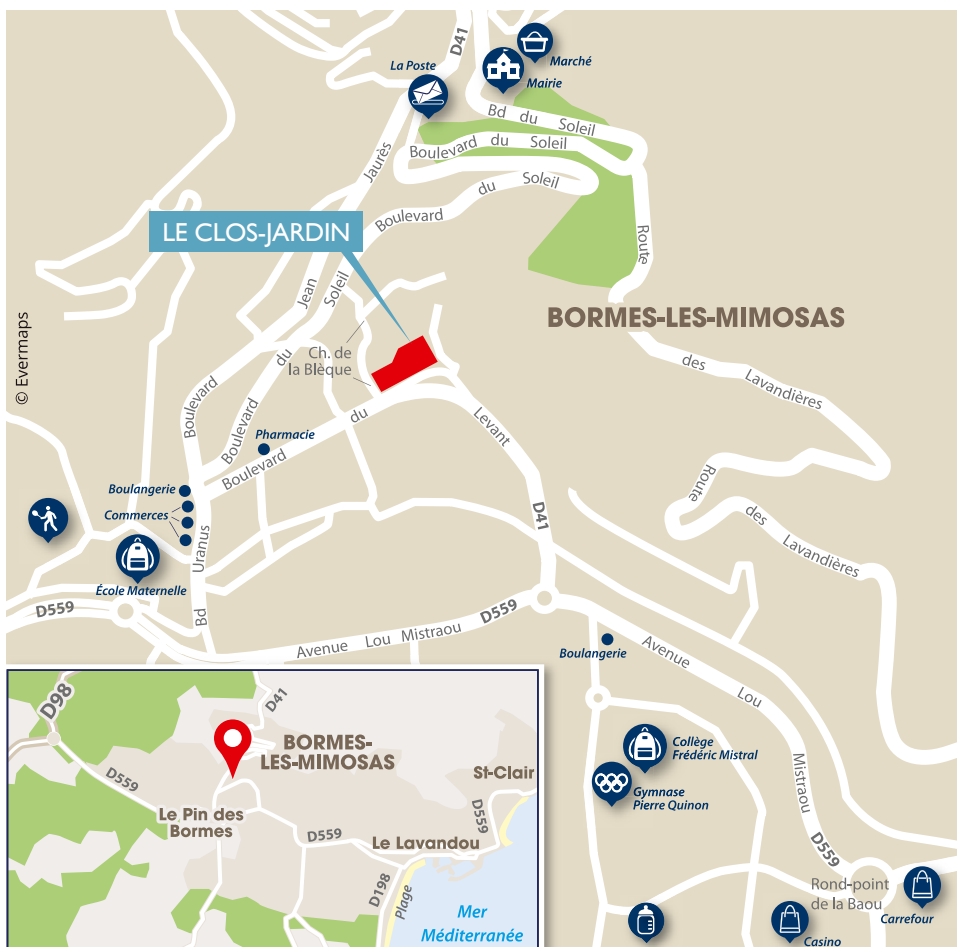 D41
Marché
La Poste
Mairie
Bd du Soleil
Boulevard du Soleil
Boulevard du Soleil
Jaurès
LE CLOS-JARDIN
Route
BORMES-LES-MIMOSAS
© Evermaps
Jean
Soleil
Ch. de
la Blèque
du
Boulevard
Boulevard
des
Lavandières
du
Levant
Pharmacie
Boulevard
Boulangerie
Commerces
Route
des
Lavandières
D41
Uranus
Bd
École Maternelle
D559
Avenue Lou Mistraou
D559
Boulangerie
Avenue
Lou
Mistraou
D559
Collège
Frédéric Mistral
Gymnase
Pierre Quinon
Rond-point
de la Baou
Carrefour
Casino
D98
D41
BORMES-
LES-MIMOSAS
St-Clair
D559
Le Pin des
Bormes
D559
D559
Le Lavandou
D198
Plage
Mer
Méditerranée